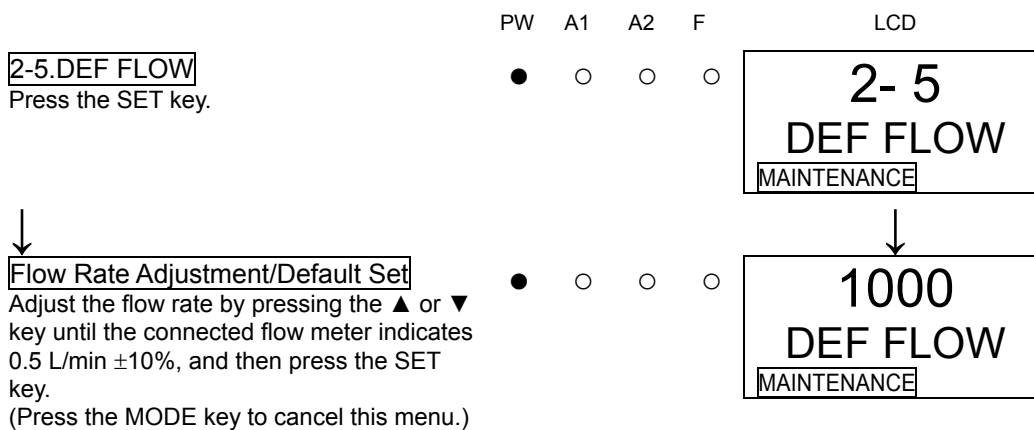 PW A1 A2 F LCD
2-5.DEF FLOW
Press the SET key.
● ○ ○ ○
2- 5
DEF FLOW
MAINTENANCE
↓ ↓
Flow Rate Adjustment/Default Set
Adjust the flow rate by pressing the ▲ or ▼
key until the connected flow meter indicates
0.5 L/min ±10%, and then press the SET
key.
(Press the MODE key to cancel this menu.)
● ○ ○ ○
1000
DEF FLOW
MAINTENANCE